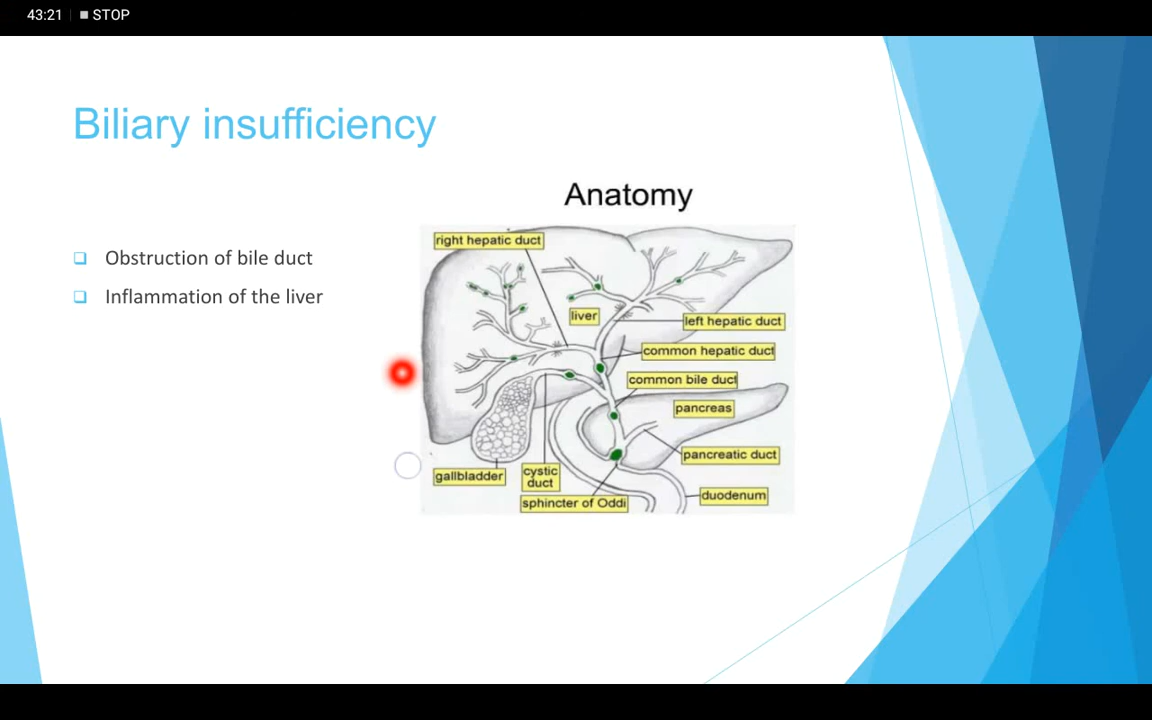 43:21 STOP
Biliary insufficiency
Obstruction of bile duct
Inflammation of the liver
Anatomy
right hepatic duct
liver
left hepatic duct
common hepatic duct
common bile duct
pancreas
pancreatic duct
gallbladder
cystic
duct
sphincter of Oddi
duodenum